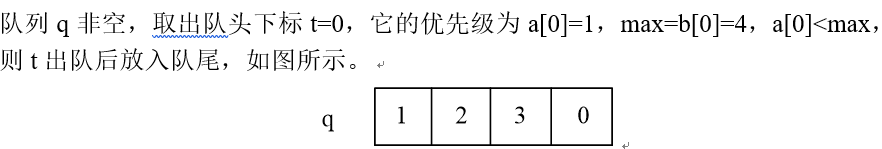 队列 q 非空，取出队头下标 t=0，它的优先级为 a[0]=1，max=b[0]=4，a[0]<max，
则 t 出队后放入队尾，如图所示。
q 1 2 3 0